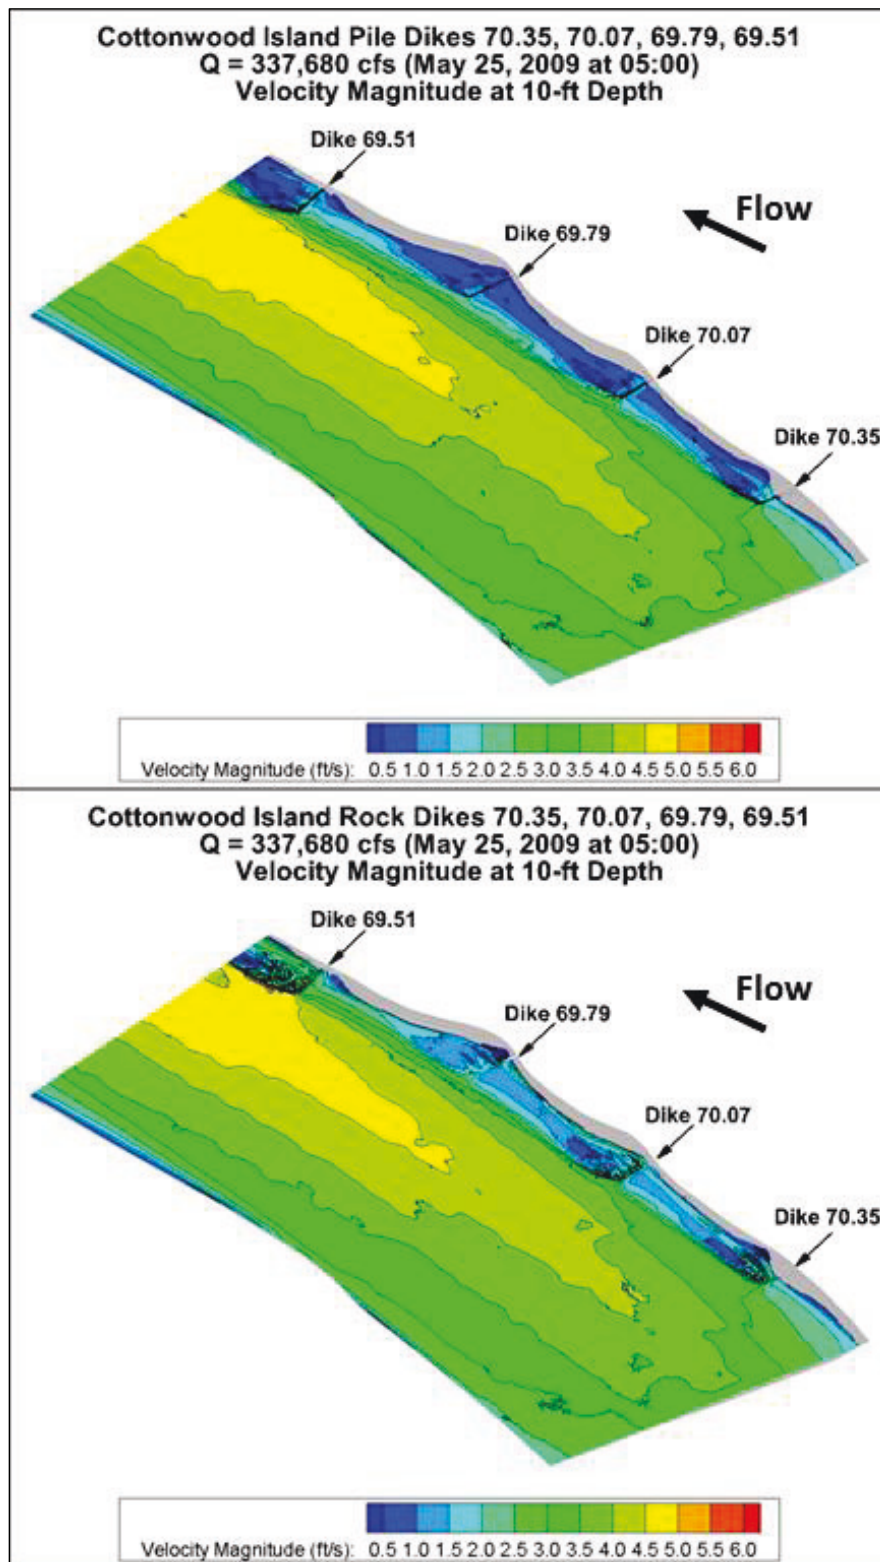 Cottonwood Island Pile Dikes 70.35, 70.07, 69.79, 69.51
Q = 337,680 cfs (May 25, 2009 at 05:00)
Velocity Magnitude at 10-ft Depth
Dike 69.51
Flow
Dike 69.79
Dike 70.07
Dike 70.35
Velocity Magnitude (ft/s): 0.5 1.0 1.5 2.0 2.5 3.0 3.5 4.0 4.5 5.0 5.5 6.0
Cottonwood Island Rock Dikes 70.35, 70.07, 69.79, 69.51
Q = 337,680 cfs (May 25, 2009 at 05:00)
Velocity Magnitude at 10-ft Depth
Dike 69.51
Flow
Dike 69.79
Dike 70.07
Dike 70.35
Velocity Magnitude (ft/s): 0.5 1.0 1.5 2.0 2.5 3.0 3.5 4.0 4.5 5.0 5.5 6.0